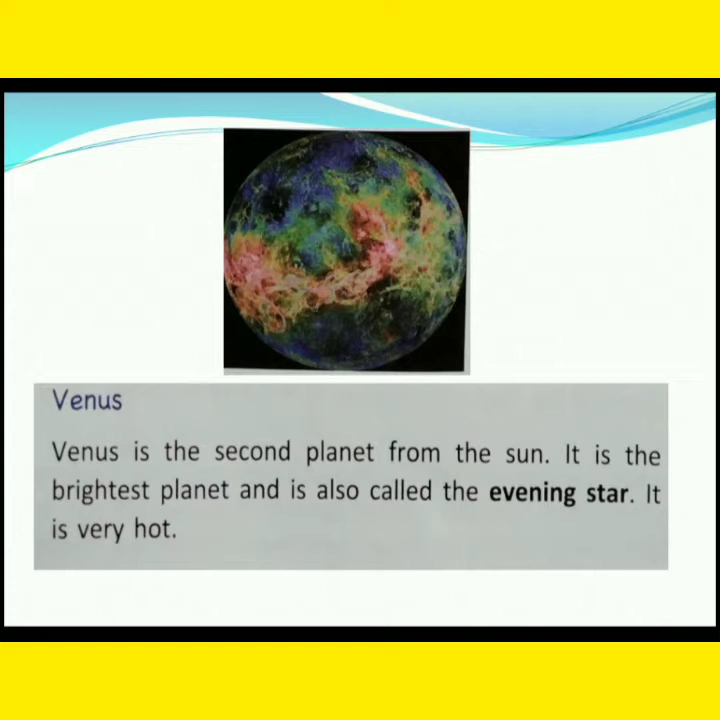 Venus
Venus is the second planet from the sun. It is the
brightest planet and is also called the evening star. It
is very hot.